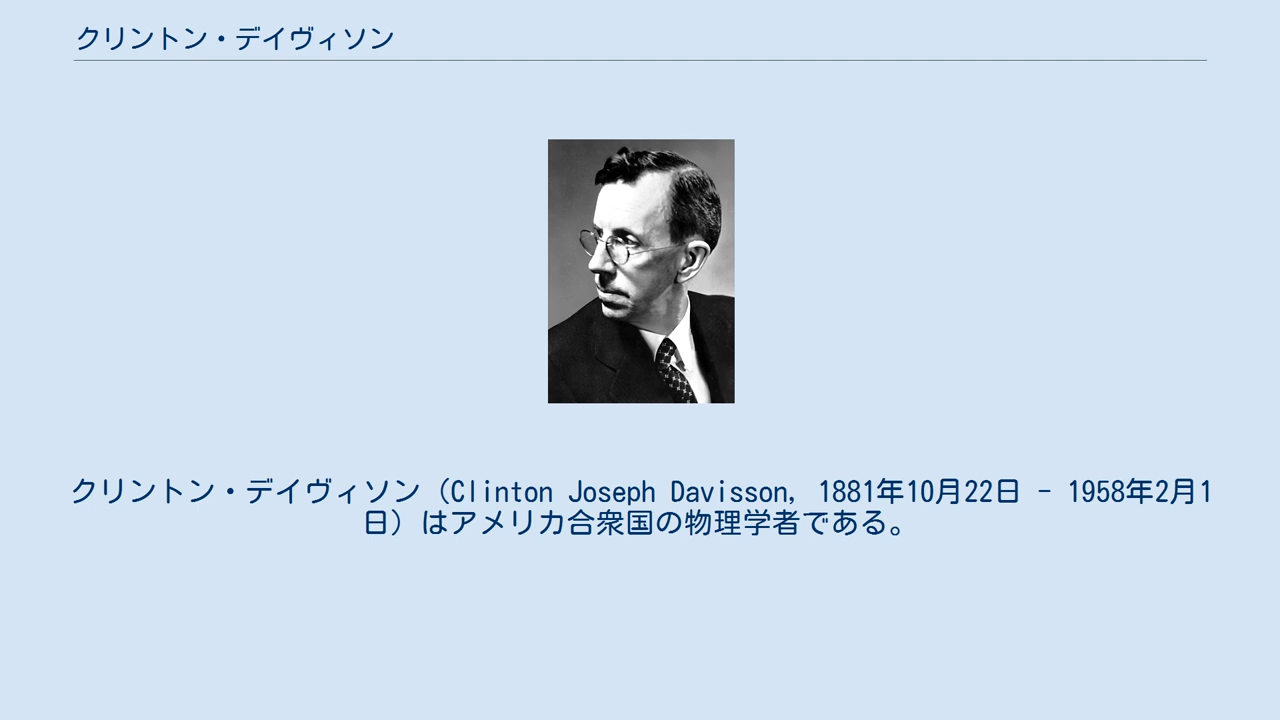 クリントン・デイヴィソン
クリントン・デイヴィソン（Clinton Joseph Davisson, 1881年10月22日 - 1958年2月1
日）はアメリカ合衆国の物理学者である。